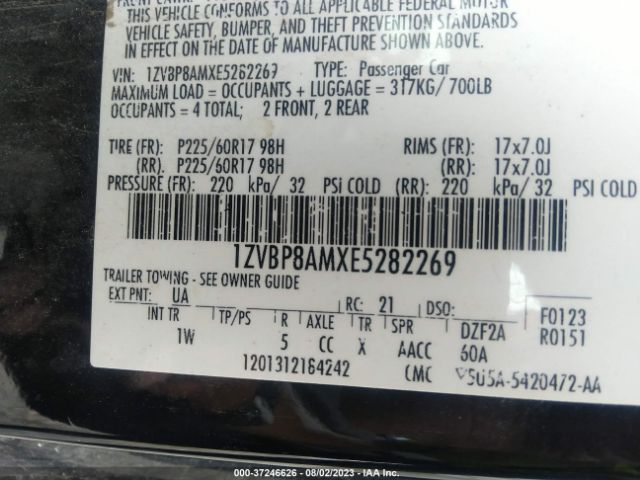 THIS VEHICLE CONFORMS TO ALL APPLICABLE FEDERAL MOTOR
VEHICLE SAFETY, BUMPER, AND THEFT PREVENTION STANDARDS
IN EFFECT ON THE DATE OF MANUFACTURE SHOWN ABOVE.
VIN: 1ZVBP8AMXE5282269 TYPE: Passenger Car
MAXIMUM LOAD = OCCUPANTS + LUGGAGE = 317KG/ 700LB
OCCUPANTS = 4 TOTAL; 2 FRONT, 2 REAR
TIRE (FR): P225/60R17 98H RIMS (FR): 17x7.0J
(RR): P225/60R17 98H (RR): 17x7.0J
PRESSURE (FR): 220 kPa/ 32 PSi COLD (RR): 220 kPa/ 32 PSi COLD
1ZVBP8AMXE5282269
TRAILER TOWING - SEE OWNER GUIDE
EXT PNT: UA RC: 21 DSO: F0123
INT TR TP/PS R AXLE TR SPR DZF2A R0151
1W 5 CC X AACC 60A
1201312164242 CMC 5U5A-5420472-AA
000-37246626 - 08/02/2023 - IAA Inc.